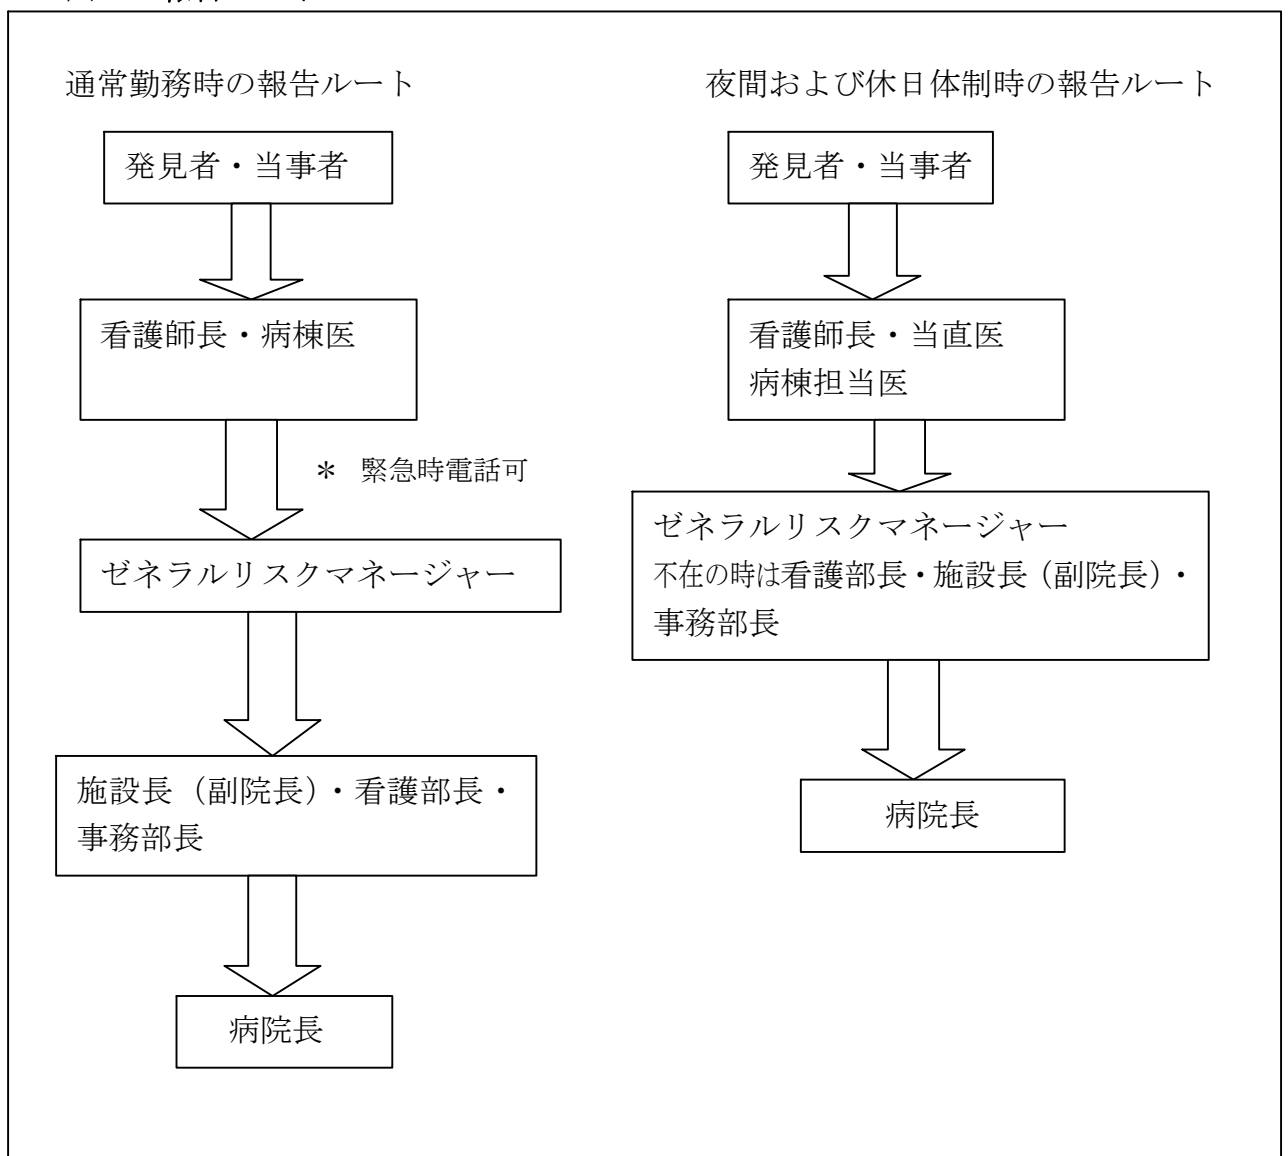 通常勤務時の報告ルート
発見者・当事者
看護師長・病棟医
＊ 緊急時電話可
ゼネラルリスクマネージャー
施設長（副院長）・看護部長・
事務部長
病院長
夜間および休日体制時の報告ルート
発見者・当事者
看護師長・当直医
病棟担当医
ゼネラルリスクマネージャー
不在の時は看護部長・施設長（副院長）・
事務部長
病院長